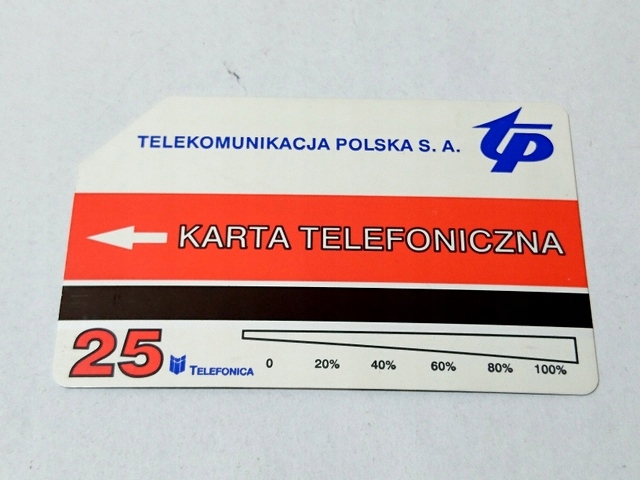 TELEKOMUNIKACJA POLSKA S. A.
tp
KARTA TELEFONICZNA
25
TELEFONICA
0 20% 40% 60% 80% 100%